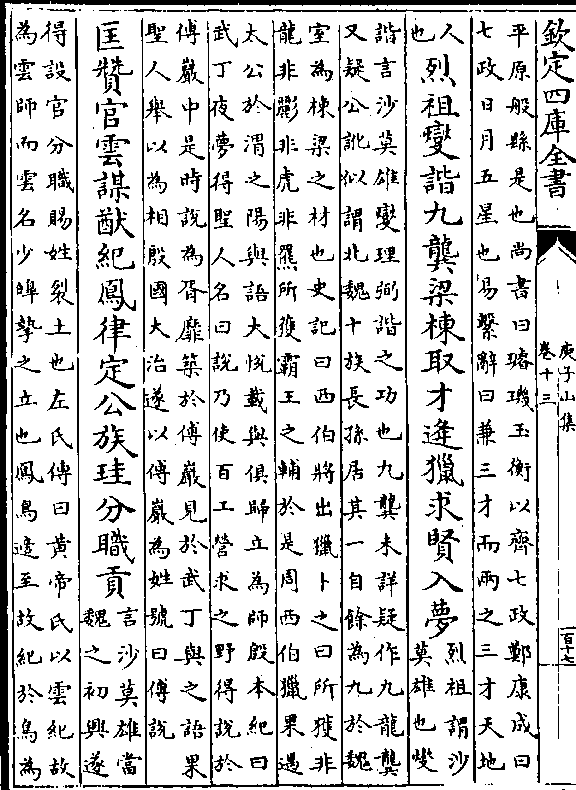 欽定四庫全書
庾子山集
卷十三
一百十七
平原般縣是也尚書曰璿璣玉衡以齊七政鄭康成曰
七政日月五星也易繫辭曰兼三才而兩之三才天地
人
也
烈祖燮諧九龔梁棟取才逢獵求賢入夢
烈祖謂沙
莫雄也燮
諧言沙莫雄燮理弼諧之功也九龔未詳疑作九龍龔
又疑公訛似謂北魏十族長孫居其一自餘為九於魏
室為棟梁之材也史記曰西伯將出獵卜之曰所獲非
龍非彲非虎非羆所獲霸王之輔於是周西伯獵果遇
太公於渭之陽與語大悅載與俱歸立為師殷本紀曰
武丁夜夢得聖人名曰說乃使百工營求之野得說於
傅巖中是時說為胥靡築於傅巖見於武丁與之語果
聖人舉以為相殷國大治遂以傅巖為姓號曰傅說
匡贊官雲謀猷紀鳳律定公族珪分職貢
言沙莫雄當
魏之初興遂
得設官分職賜姓裂土也左氏傳曰黃帝氏以雲紀故
為雲師而雲名少皞摯之立也鳳鳥適至故紀於鳥為